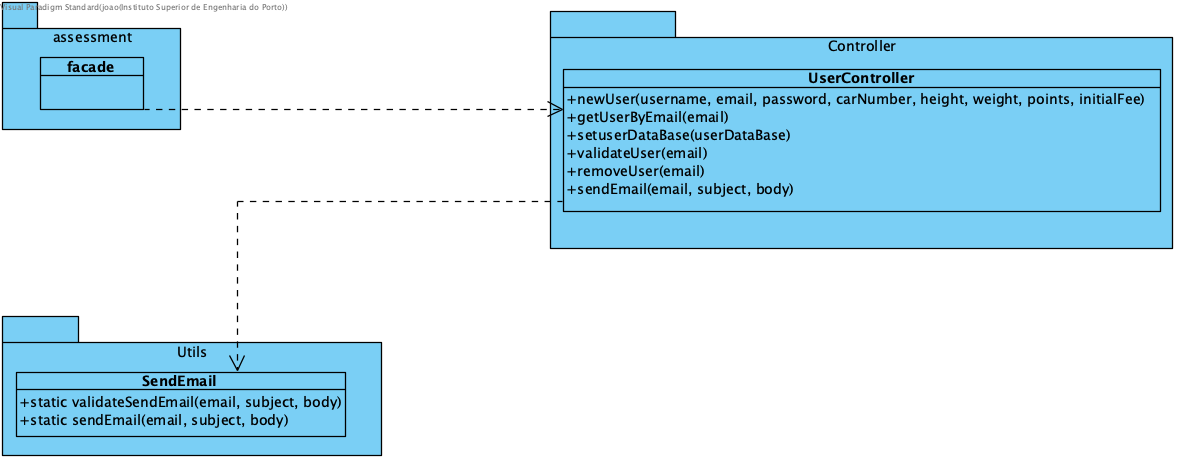 Visual Paradigm Standard(joao(Instituto Superior de Engenharia do Porto))
assessment
facade
Controller
UserController
+newUser(username, email, password, carNumber, height, weight, points, initialFee)
+getUserByEmail(email)
+setuserDataBase(userDataBase)
+validateUser(email)
+removeUser(email)
+sendEmail(email, subject, body)
Utils
SendEmail
+static validateSendEmail(email, subject, body)
+static sendEmail(email, subject, body)